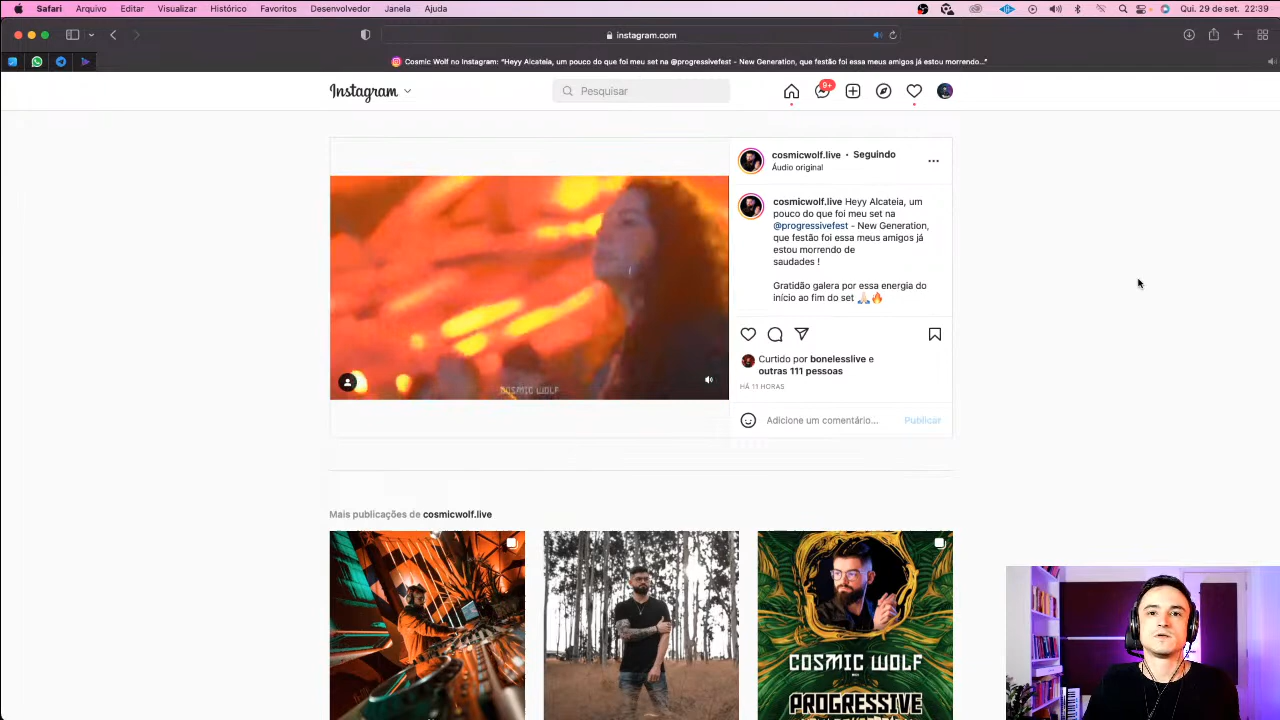 Safari Arquivo Editar Visualizar Histórico Favoritos Desenvolvedor Janela Ajuda
Qui. 29 de set. 22:39
instagram.com
Cosmic Wolf no Instagram: "Heyy Alcateia, um pouco do que foi meu set na @progressivefest - New Generation, que festão foi essa meus amigos já estou morrendo..."
Instagram
Pesquisar
9+
cosmicwolf.live • Seguindo
Áudio original
cosmicwolf.live Heyy Alcateia, um
pouco do que foi meu set na
@progressivefest - New Generation,
que festão foi essa meus amigos já
estou morrendo de
saudades !
Gratidão galera por essa energia do
início ao fim do set 🙏🏻🔥
COSMIC WOLF
Curtido por bonelesslive e
outras 111 pessoas
HÁ 11 HORAS
Adicione um comentário... Publicar
Mais publicações de cosmicwolf.live
COSMIC WOLF
PROGRESSIVE